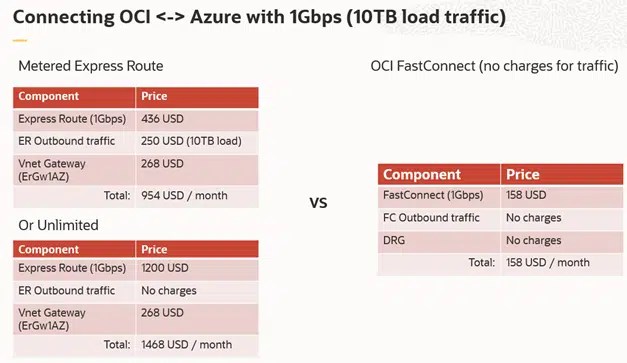 Connecting OCI <-> Azure with 1Gbps (10TB load traffic)
Metered Express Route
Component Price
Express Route (1Gbps) 436 USD
ER Outbound traffic 250 USD (10TB load)
Vnet Gateway 268 USD
(ErGw1AZ)
Total: 954 USD / month
Or Unlimited
Component Price
Express Route (1Gbps) 1200 USD
ER Outbound traffic No charges
Vnet Gateway 268 USD
(ErGw1AZ)
Total: 1468 USD / month
vs
OCI FastConnect (no charges for traffic)
Component Price
FastConnect (1Gbps) 158 USD
FC Outbound traffic No charges
DRG No charges
Total: 158 USD / month